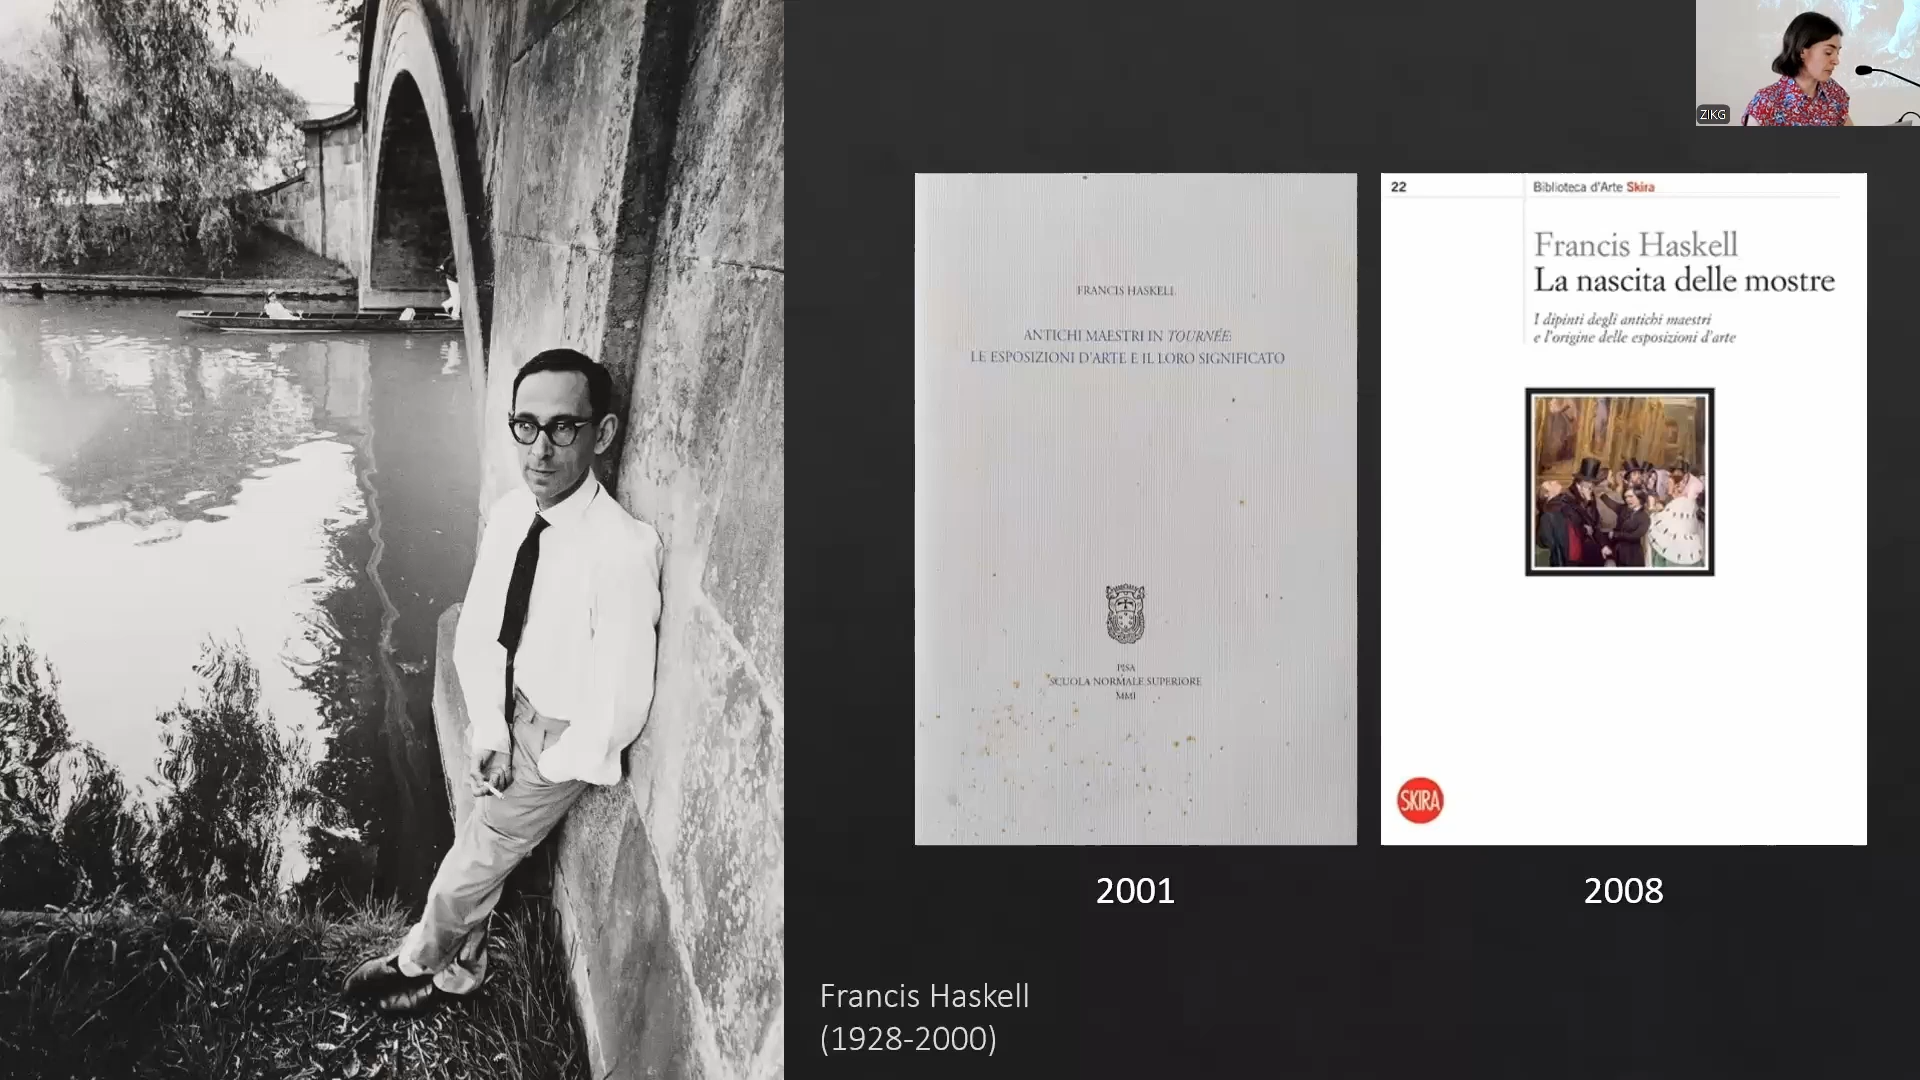 ZIKG
FRANCIS HASKELL
ANTICHI MAESTRI IN TOURNÉE:
LE ESPOSIZIONI D'ARTE E IL LORO SIGNIFICATO
PISA
SCUOLA NORMALE SUPERIORE
MMI
2001
22
Biblioteca d'Arte Skira
Francis Haskell
La nascita delle mostre
I dipinti degli antichi maestri
e l'origine delle esposizioni d'arte
SKIRA
2008
Francis Haskell
(1928-2000)